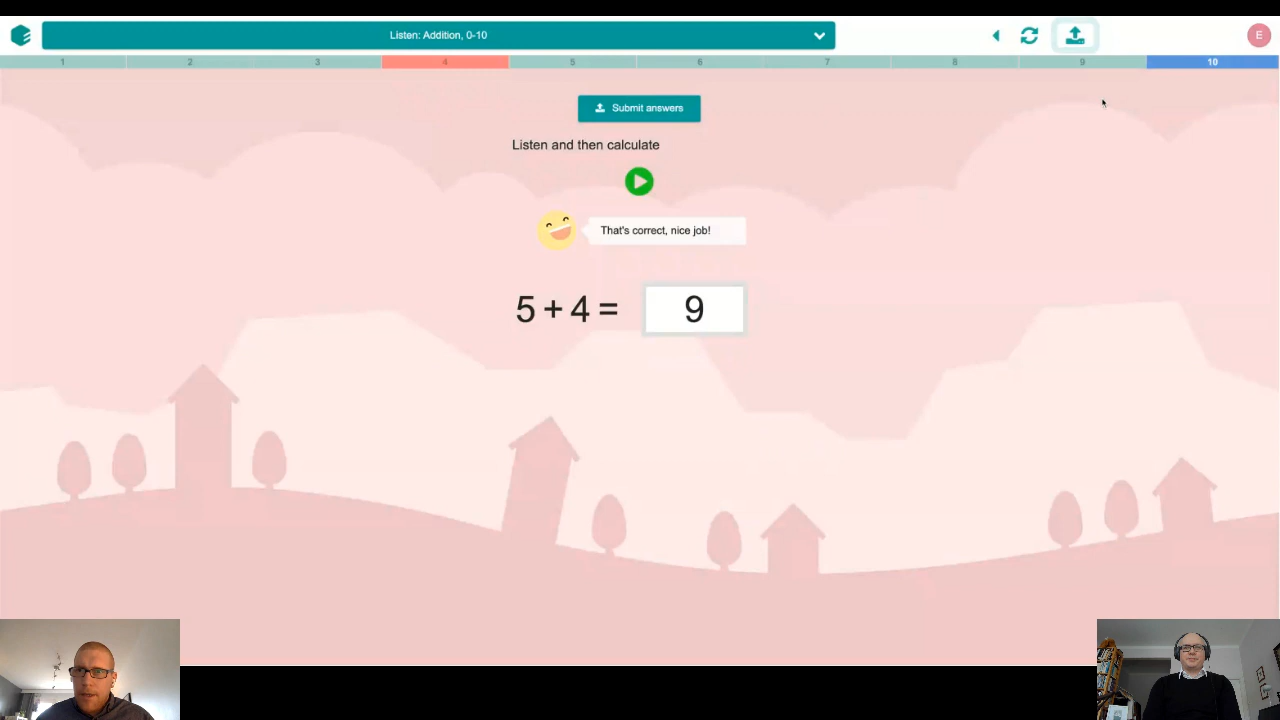 Listen: Addition, 0-10
E
1 2 3 4 5 6 7 8 9 10
Submit answers
Listen and then calculate
That's correct, nice job!
5 + 4 = 9